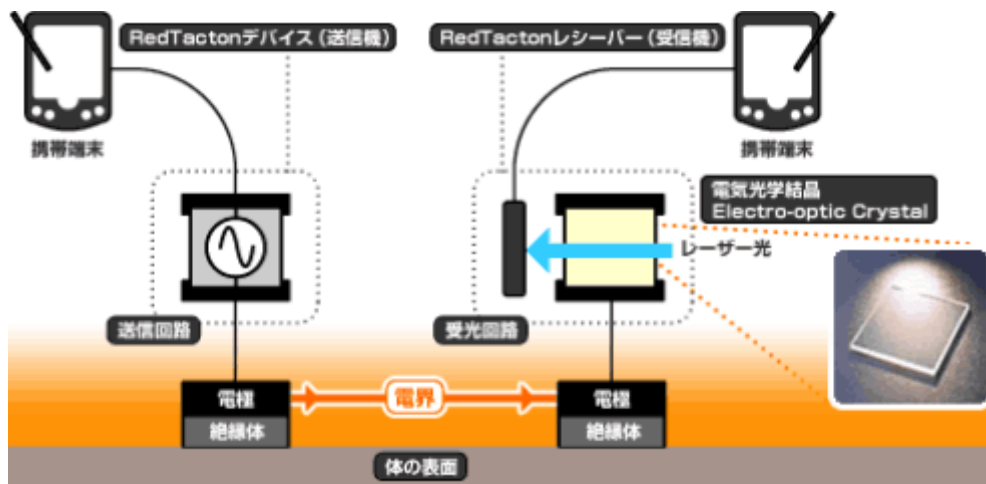 RedTactonデバイス(送信機)
RedTactonレシーバー(受信機)
携帯端末
携帯端末
電気光学結晶
Electro-optic Crystal
レーザー光
送信回路
受光回路
電極
電界
電極
絶縁体
絶縁体
体の表面